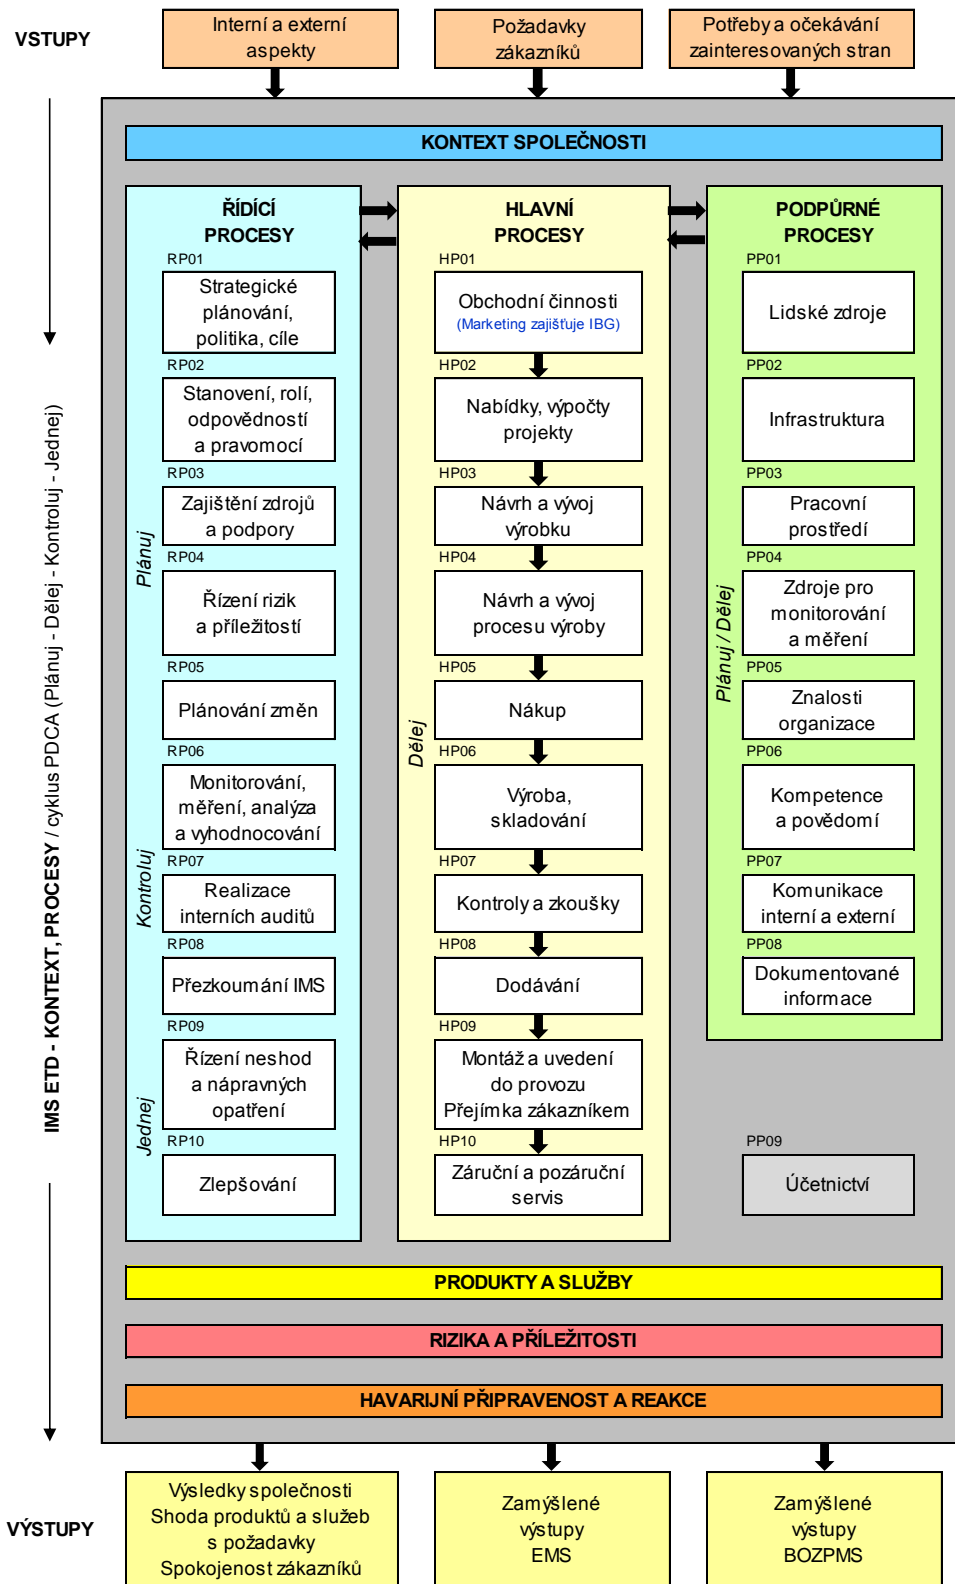 VSTUPY
Interní a externí
aspekty
Požadavky
zákazníků
Potřeby a očekávání
zainteresovaných stran
IMS ETD - KONTEXT, PROCESY / cyklus PDCA (Plánuj - Dělej - Kontroluj - Jednej)
KONTEXT SPOLEČNOSTI
ŘÍDÍCÍ
PROCESY
Plánuj
Kontroluj
Jednej
RP01
Strategické
plánování,
politika, cíle
RP02
Stanovení, rolí,
odpovědností
a pravomocí
RP03
Zajištění zdrojů
a podpory
RP04
Řízení rizik
a příležitostí
RP05
Plánování změn
RP06
Monitorování,
měření, analýza
a vyhodnocování
RP07
Realizace
interních auditů
RP08
Přezkoumání IMS
RP09
Řízení neshod
a nápravných
opatření
RP10
Zlepšování
HLAVNÍ
PROCESY
Dělej
HP01
Obchodní činnosti
(Marketing zajišťuje IBG)
HP02
Nabídky, výpočty
projekty
HP03
Návrh a vývoj
výrobku
HP04
Návrh a vývoj
procesu výroby
HP05
Nákup
HP06
Výroba,
skladování
HP07
Kontroly a zkoušky
HP08
Dodávání
HP09
Montáž a uvedení
do provozu
Přejímka zákazníkem
HP10
Záruční a pozáruční
servis
PODPŮRNÉ
PROCESY
Plánuj / Dělej
PP01
Lidské zdroje
PP02
Infrastruktura
PP03
Pracovní
prostředí
PP04
Zdroje pro
monitorování
a měření
PP05
Znalosti
organizace
PP06
Kompetence
a povědomí
PP07
Komunikace
interní a externí
PP08
Dokumentované
informace
PP09
Účetnictví
PRODUKTY A SLUŽBY
RIZIKA A PŘÍLEŽITOSTI
HAVARIJNÍ PŘIPRAVENOST A REAKCE
VÝSTUPY
Výsledky společnosti
Shoda produktů a služeb
s požadavky
Spokojenost zákazníků
Zamýšlené
výstupy
EMS
Zamýšlené
výstupy
BOZPMS